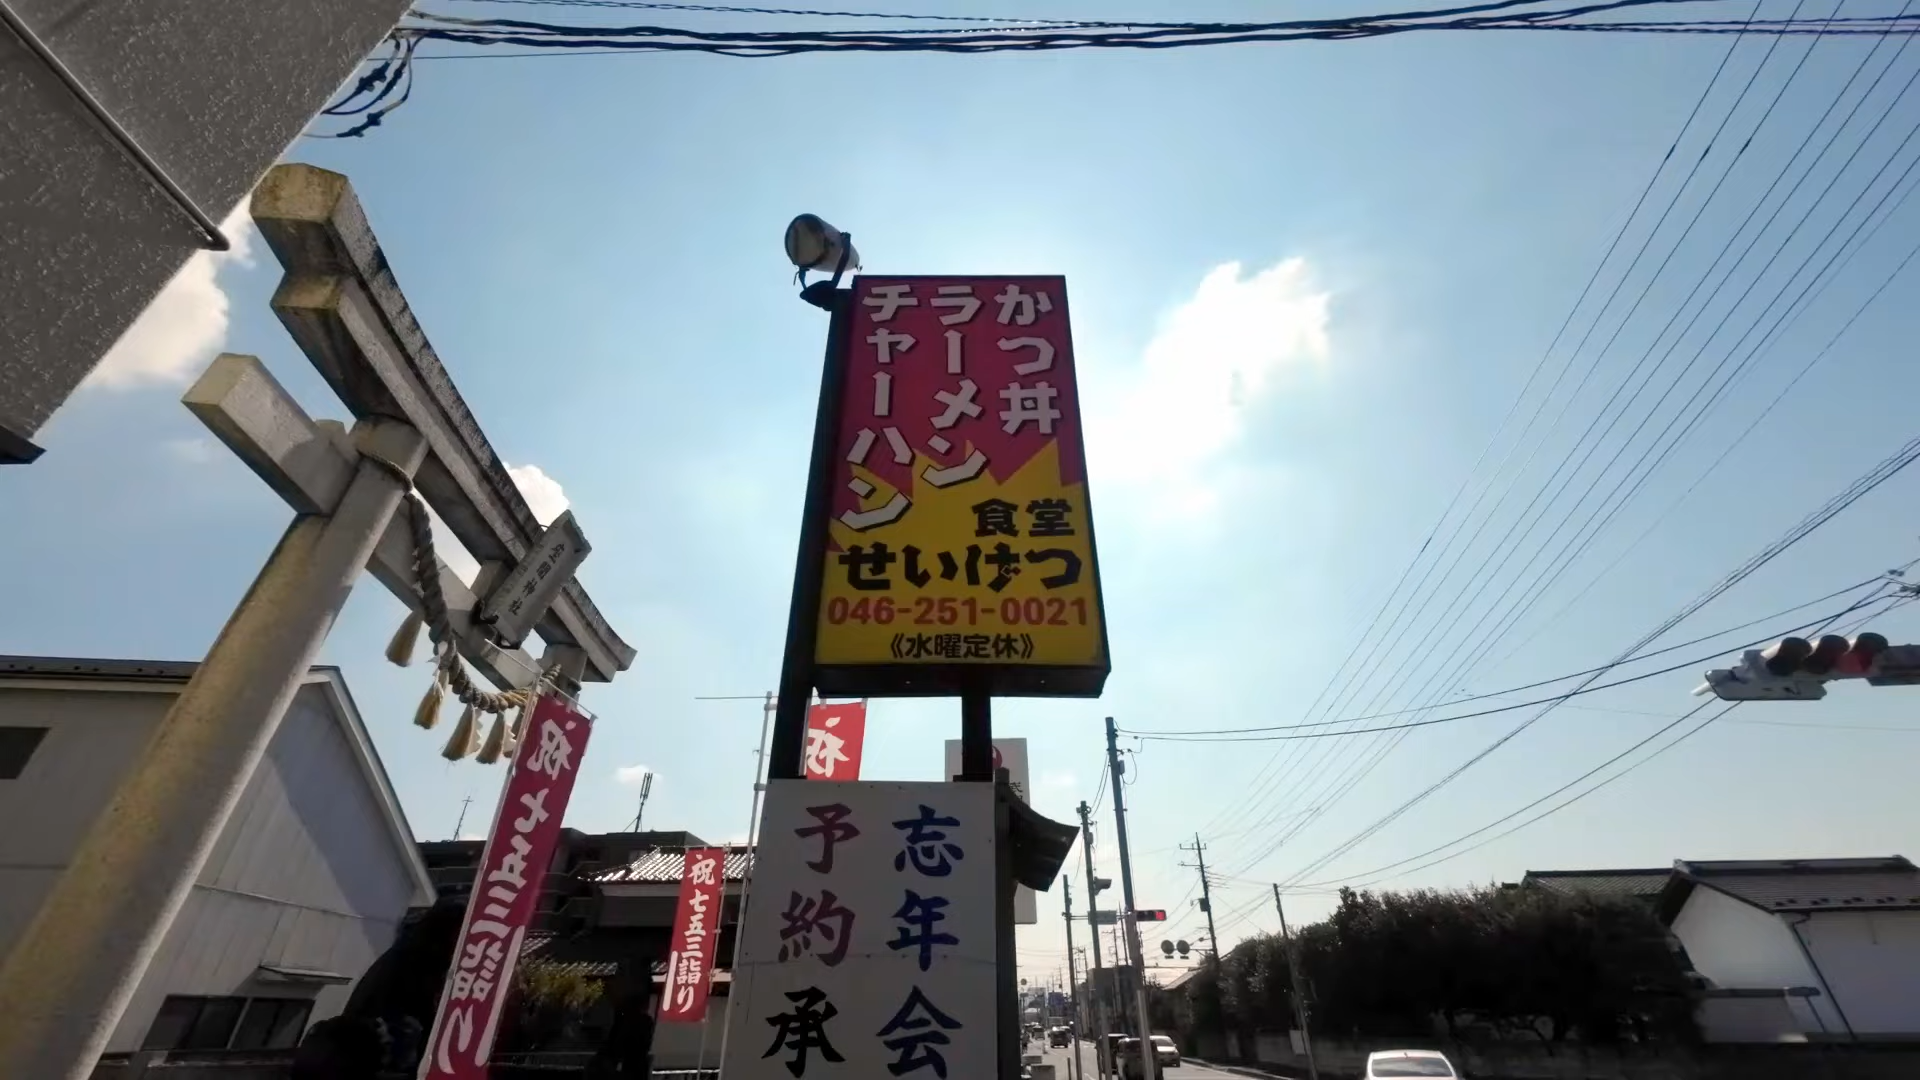 かつ丼
ラーメン
チャーハン
食堂
せいげつ
046-251-0021
《水曜定休》
忘年会
予約承
祝 七五三詣り
祝
祝 七五三詣り